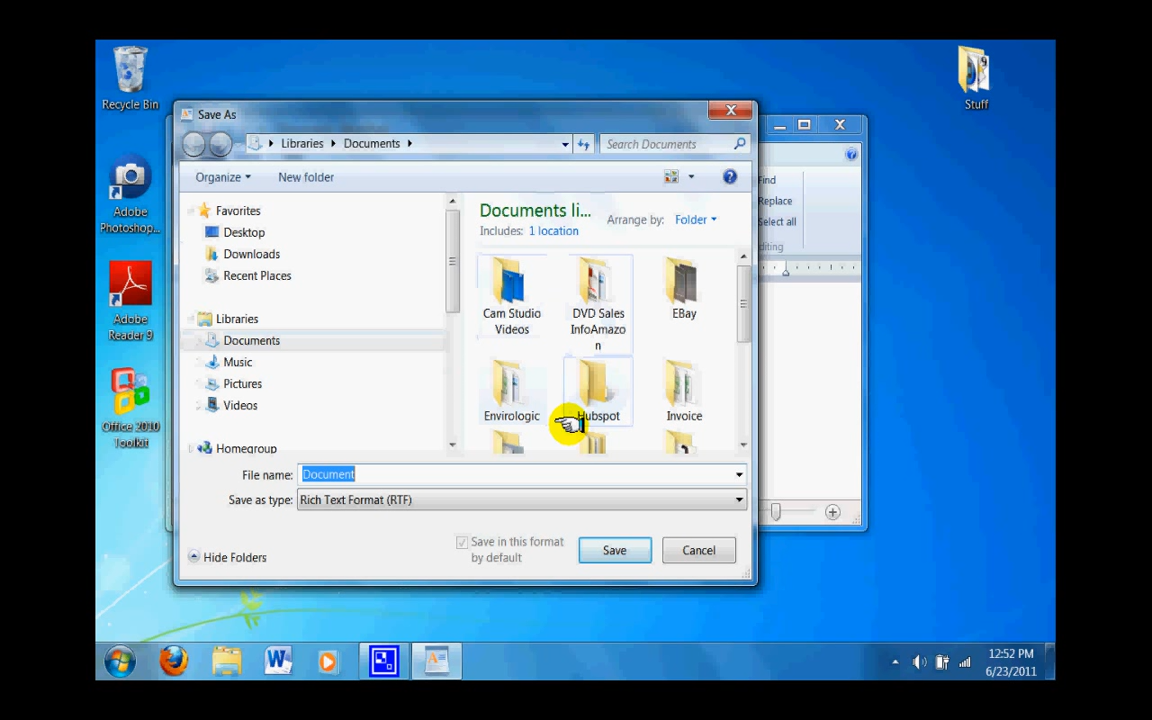 Recycle Bin
Stuff
Adobe
Photoshop...
Adobe
Reader 9
Office 2010
Toolkit
Save As
Libraries
Documents
Search Documents
Organize
New folder
Favorites
Desktop
Downloads
Recent Places
Libraries
Documents
Music
Pictures
Videos
Homegroup
Documents li...
Includes: 1 location
Arrange by: Folder
Cam Studio
Videos
DVD Sales
InfoAmazo
n
EBay
Envirologic
Hubspot
Invoice
File name: Document
Save as type: Rich Text Format (RTF)
Hide Folders
Save in this format
by default
Save
Cancel
Find
Replace
Select all
diting
12:52 PM
6/23/2011